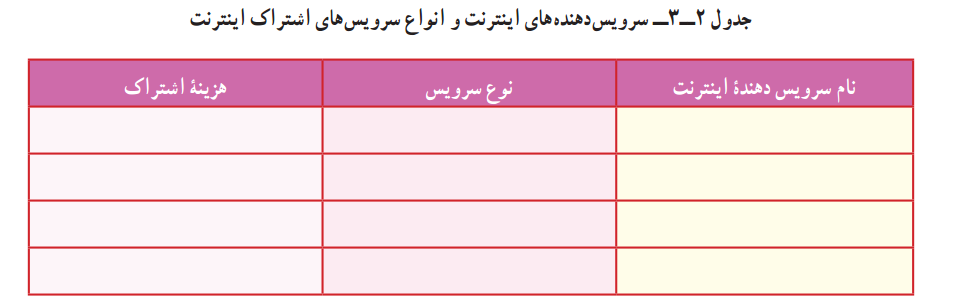 جدول ۲ــ۳ــ سرویس‌دهنده‌های اینترنت و انواع سرویس‌های اشتراک اینترنت
نام سرویس دهندهٔ اینترنت نوع سرویس هزینهٔ اشتراک